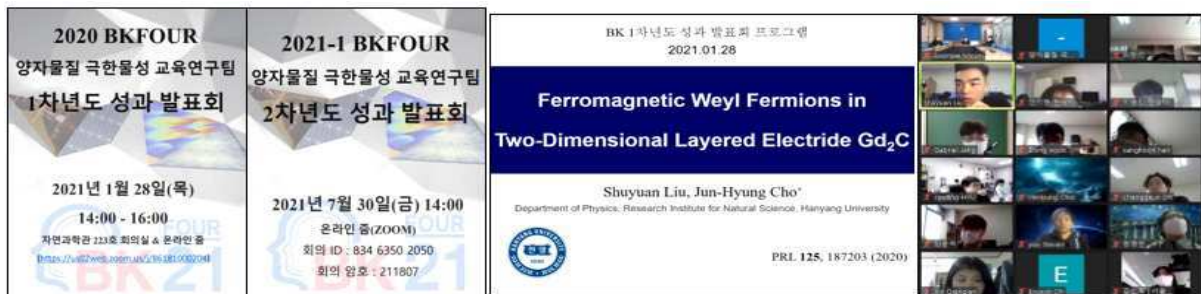 2020 BKFOUR
양자물질 극한물성 교육연구팀
1차년도 성과 발표회
2021년 1월 28일(목)
14:00 - 16:00
자연과학관 223호 회의실 & 온라인 줌
FOUR
BK 21
2021-1 BKFOUR
양자물질 극한물성 교육연구팀
2차년도 성과 발표회
2021년 7월 30일(금) 14:00
온라인 줌(ZOOM)
회의 ID : 834 6350 2050
회의 암호 : 211807
FOUR
BK 21
BK 1차년도 성과 발표회 프로그램
2021.01.28
Ferromagnetic Weyl Fermions in
Two-Dimensional Layered Electride Gd₂C
Shuyuan Liu, Jun-Hyung Cho*
Department of Physics, Research Institute for Natural Science, Hanyang University
PRL 125, 187203 (2020)
E